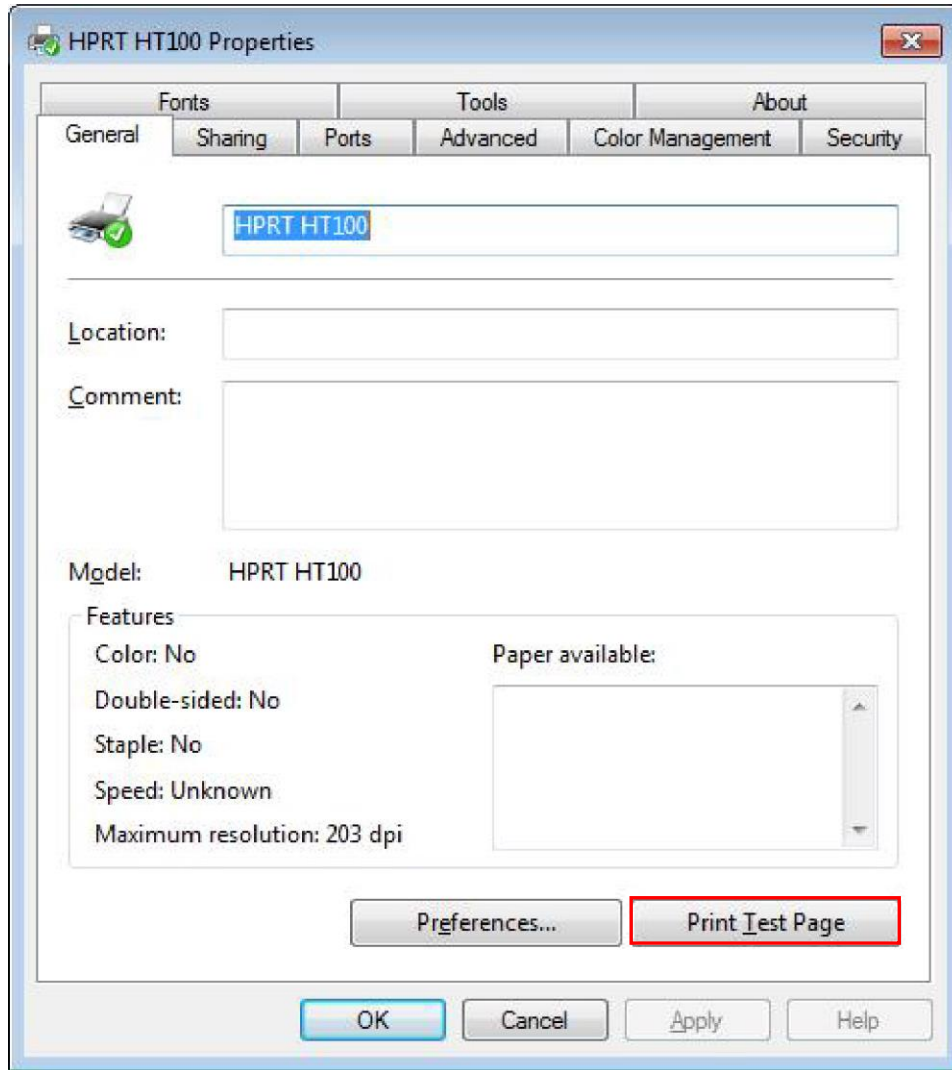 HPRT HT100 Properties
Fonts Tools About
General Sharing Ports Advanced Color Management Security
HPRT HT100
Location:
Comment:
Model: HPRT HT100
Features
Color: No Paper available:
Double-sided: No
Staple: No
Speed: Unknown
Maximum resolution: 203 dpi
Preferences... Print Test Page
OK Cancel Apply Help